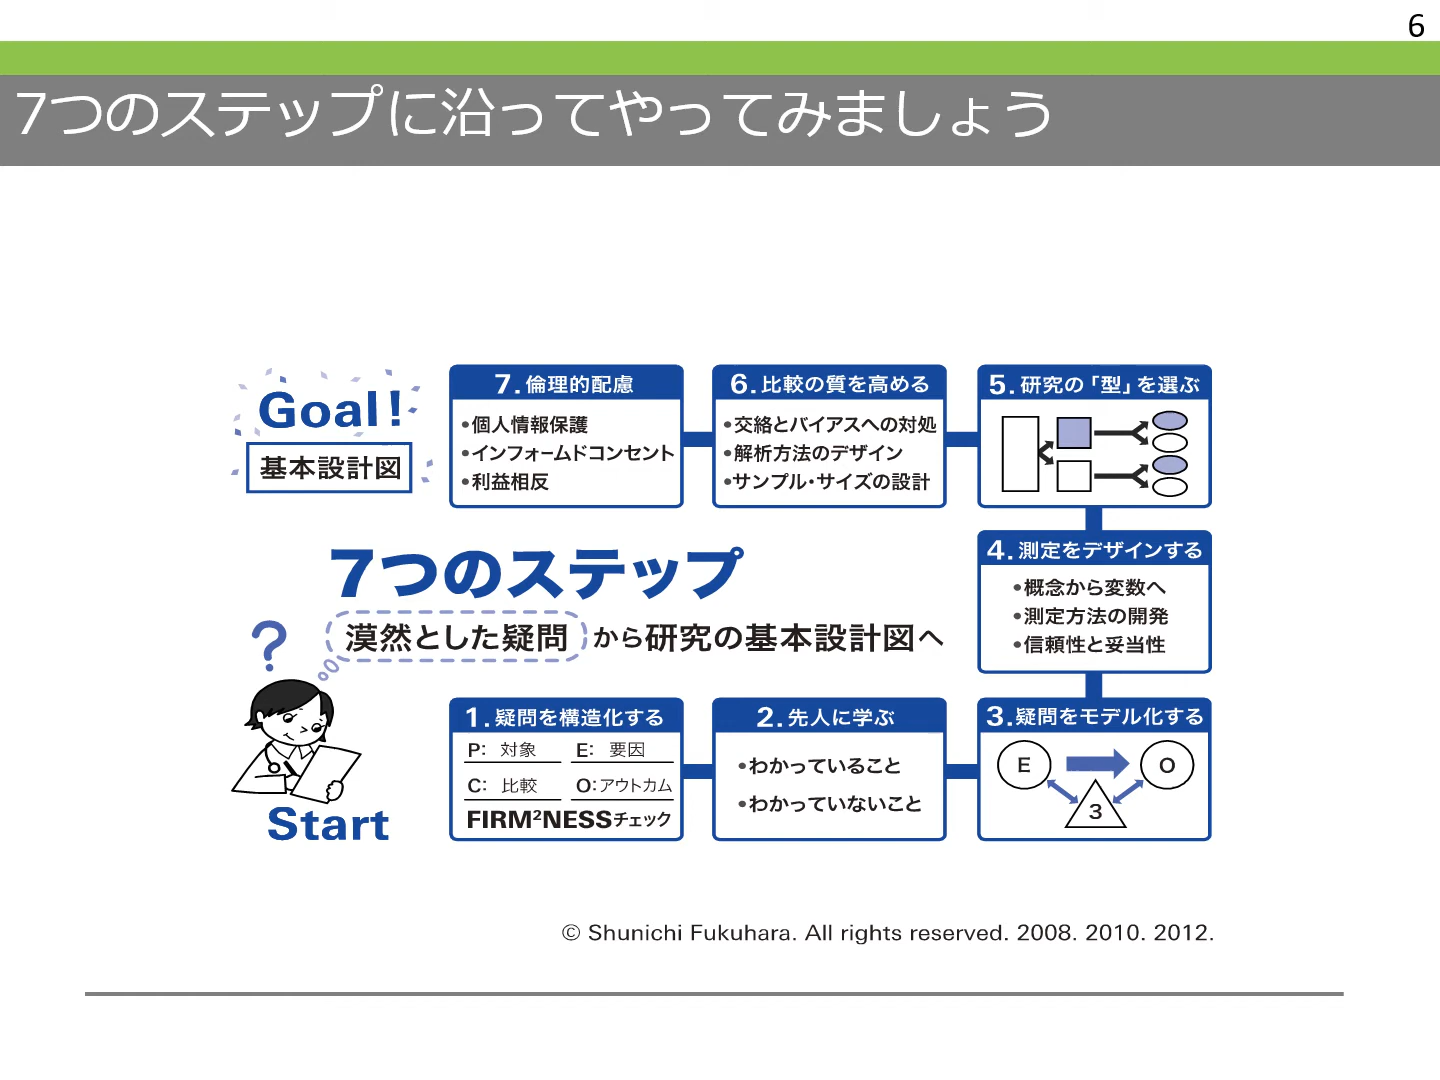 6
7つのステップに沿ってやってみましょう
Goal!
基本設計図
7.倫理的配慮
•個人情報保護
•インフォームドコンセント
•利益相反
6.比較の質を高める
•交絡とバイアスへの対処
•解析方法のデザイン
•サンプル・サイズの設計
5.研究の「型」を選ぶ
7つのステップ
漠然とした疑問 から研究の基本設計図へ
4.測定をデザインする
•概念から変数へ
•測定方法の開発
•信頼性と妥当性
?
Start
1.疑問を構造化する
P: 対象 E: 要因
C: 比較 O:アウトカム
FIRM²NESSチェック
2.先人に学ぶ
•わかっていること
•わかっていないこと
3.疑問をモデル化する
E O
3
© Shunichi Fukuhara. All rights reserved. 2008. 2010. 2012.